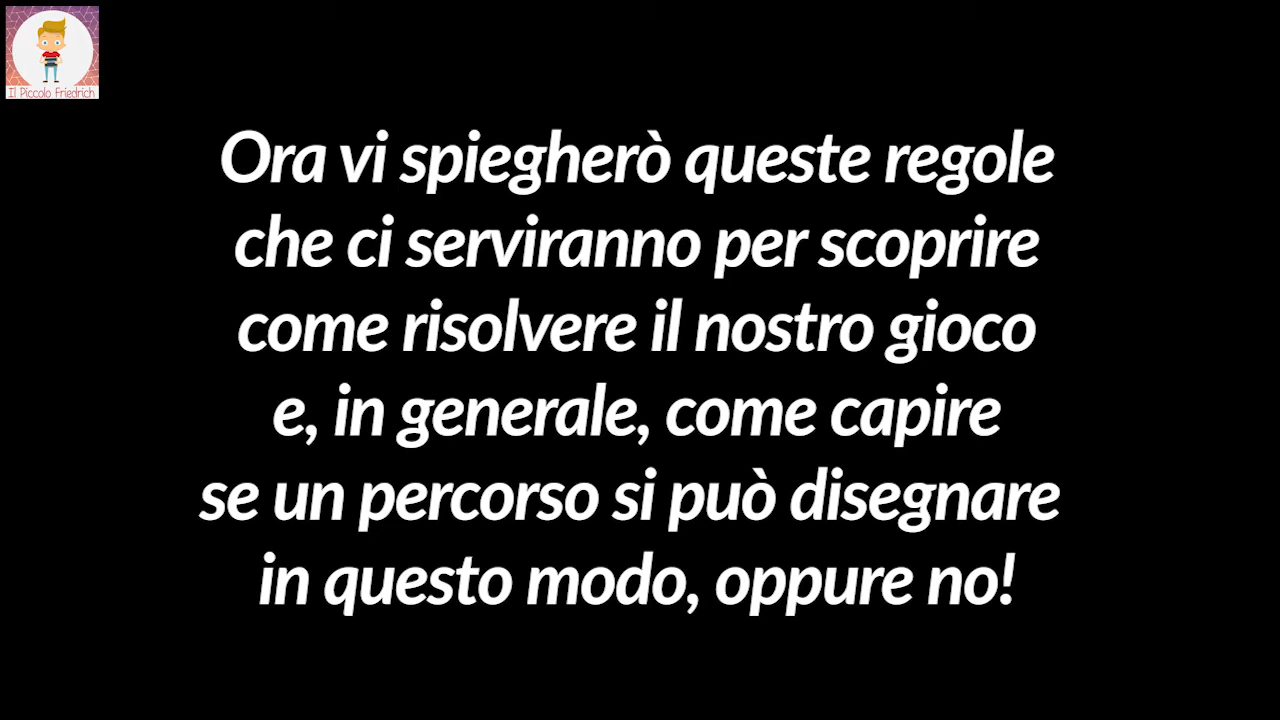 Il Piccolo Friedrich
Ora vi spiegherò queste regole
che ci serviranno per scoprire
come risolvere il nostro gioco
e, in generale, come capire
se un percorso si può disegnare
in questo modo, oppure no!